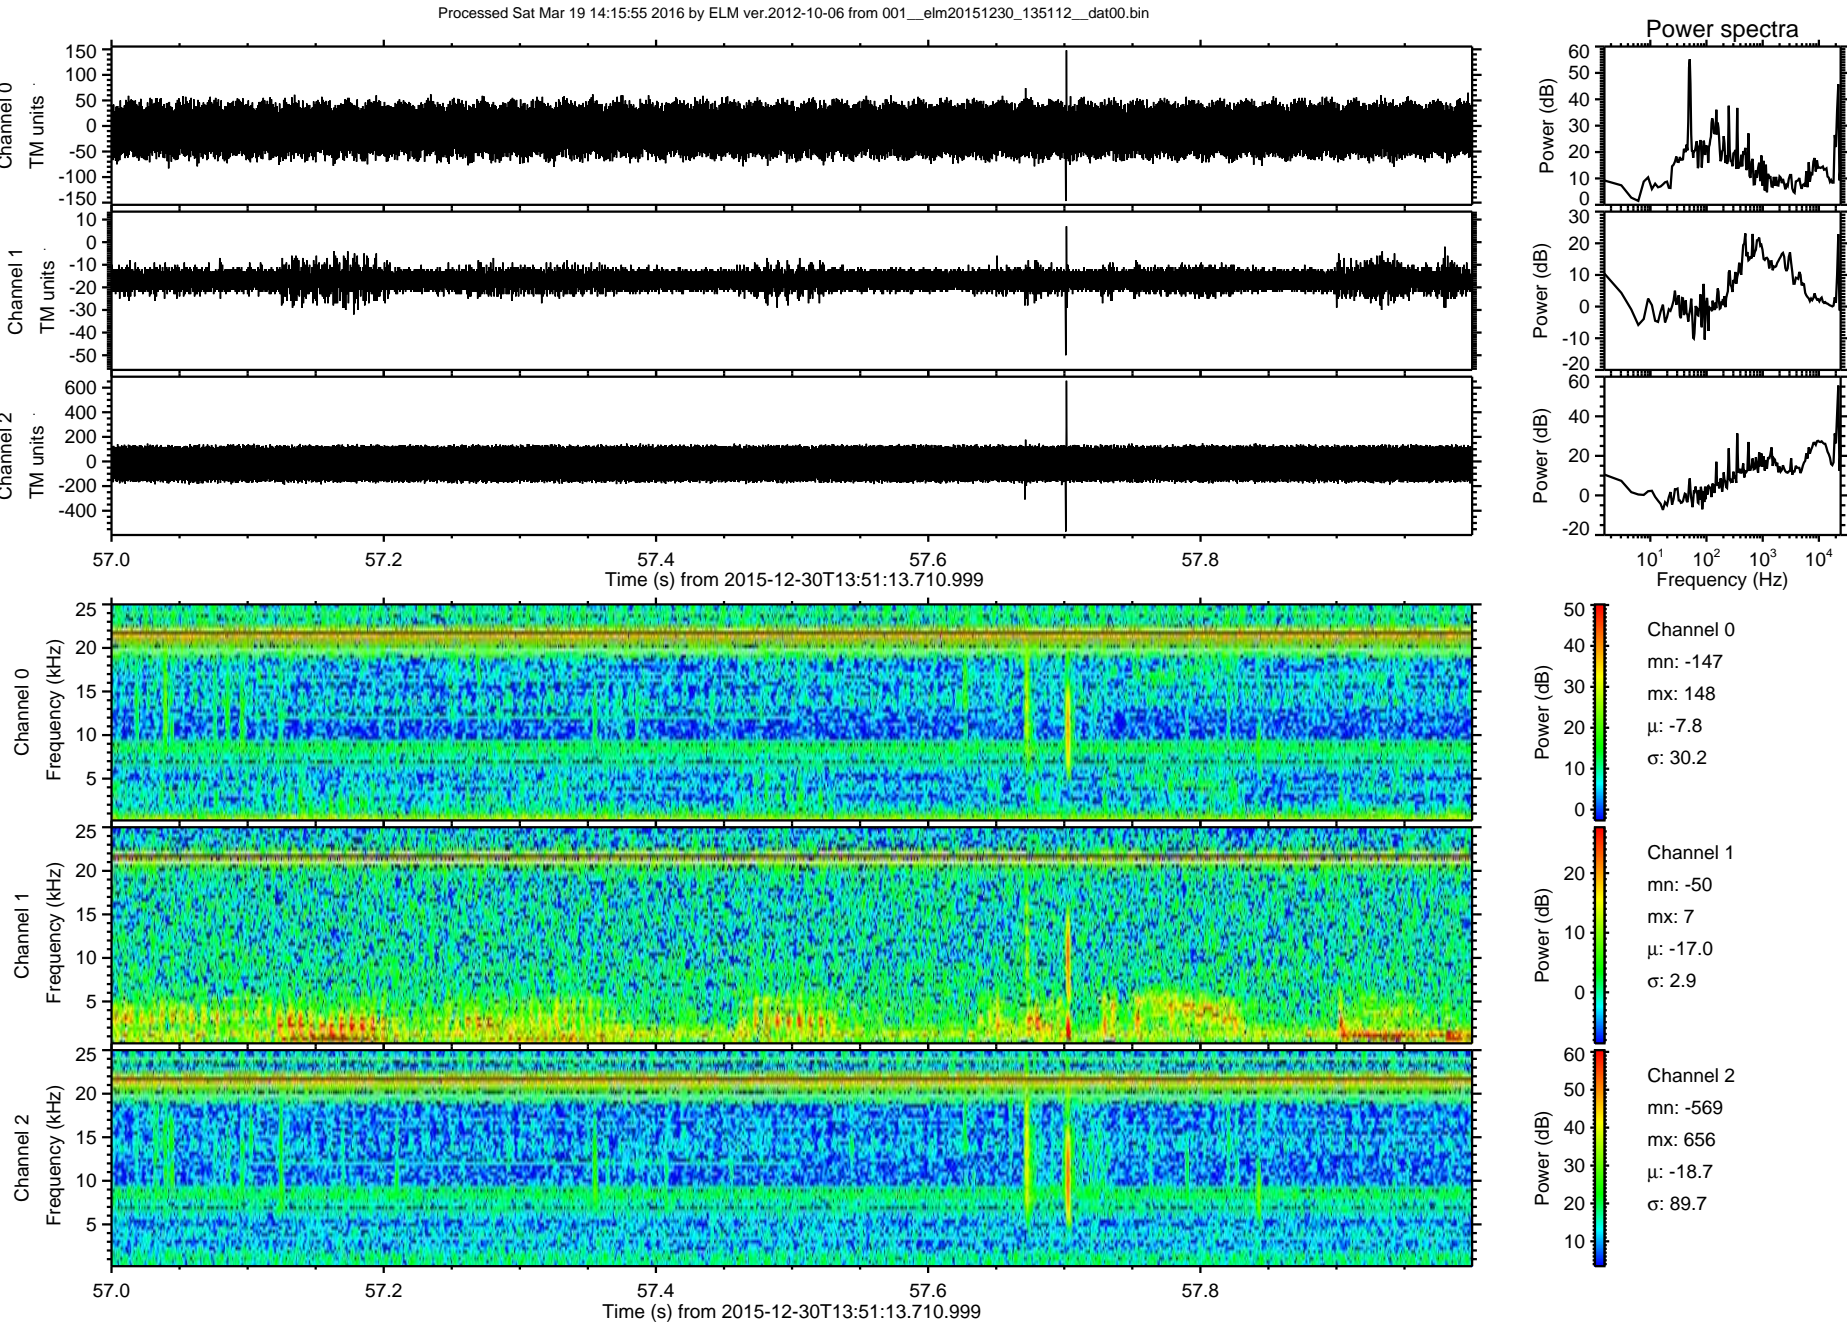 Processed Sat Mar 19 14:15:55 2016 by ELM ver.2012-10-06 from 001__elm20151230_135112__dat00.bin
Power spectra
Channel 0
TM units
150
100
50
0
-50
-100
-150
Power (dB)
60
50
40
30
20
10
0
Channel 1
TM units
10
0
-10
-20
-30
-40
-50
Power (dB)
30
20
10
0
-10
-20
Channel 2
TM units
600
400
200
0
-200
-400
Power (dB)
60
40
20
0
-20
57.0 57.2 57.4 57.6 57.8
Time (s) from 2015-12-30T13:51:13.710.999
10¹ 10² 10³ 10⁴
Frequency (Hz)
Channel 0
Frequency (kHz)
25
20
15
10
5
Power (dB)
50
40
30
20
10
0
Channel 0
mn: -147
mx: 148
μ: -7.8
σ: 30.2
Channel 1
Frequency (kHz)
25
20
15
10
5
Power (dB)
20
10
0
Channel 1
mn: -50
mx: 7
μ: -17.0
σ: 2.9
Channel 2
Frequency (kHz)
25
20
15
10
5
Power (dB)
60
50
40
30
20
10
Channel 2
mn: -569
mx: 656
μ: -18.7
σ: 89.7
57.0 57.2 57.4 57.6 57.8
Time (s) from 2015-12-30T13:51:13.710.999